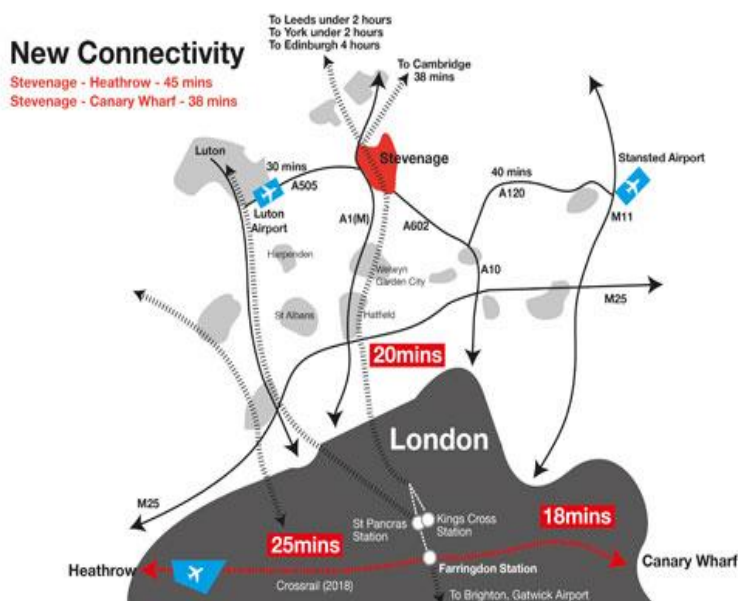 To Leeds under 2 hours
To York under 2 hours
To Edinburgh 4 hours
New Connectivity
Stevenage - Heathrow - 45 mins
Stevenage - Canary Wharf - 38 mins
To Cambridge
38 mins
Luton
30 mins
A505
Luton
Airport
Stevenage
40 mins
A120
Stansted Airport
M11
A1(M)
A602
A10
Harpenden
Welwyn
Garden City
M25
St Albans
Hatfield
20mins
London
M25
St Pancras
Station
Kings Cross
Station
18mins
25mins
Heathrow
Farringdon Station
Canary Wharf
Crossrail (2018)
To Brighton, Gatwick Airport